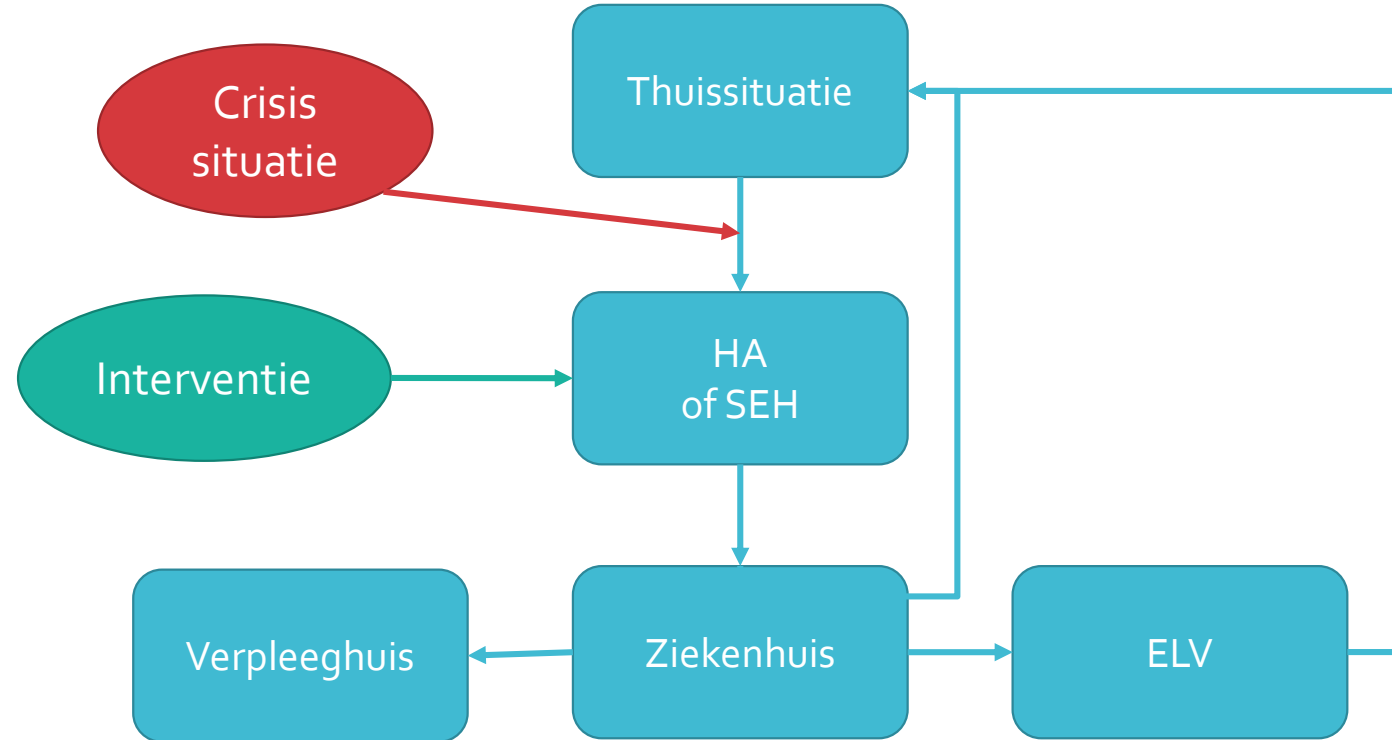 Thuissituatie
Crisis
situatie
HA
of SEH
Interventie
Verpleeghuis
Ziekenhuis
ELV